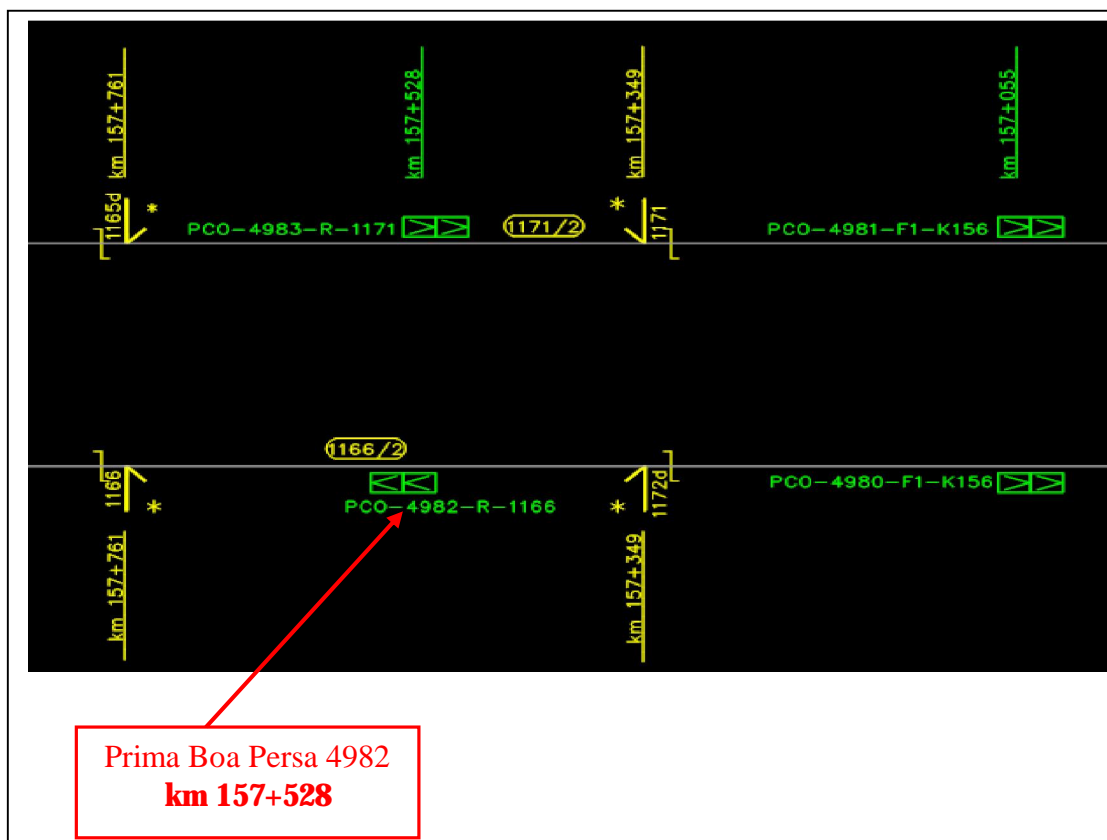 km 157+761
km 157+528
km 157+349
km 157+055
1165d
*
PCO-4983-R-1171
1171/2
*
1171
PCO-4981-F1-K156
1166/2
1166
*
PCO-4982-R-1166
*
1172d
PCO-4980-F1-K156
km 157+761
km 157+349
Prima Boa Persa 4982
km 157+528